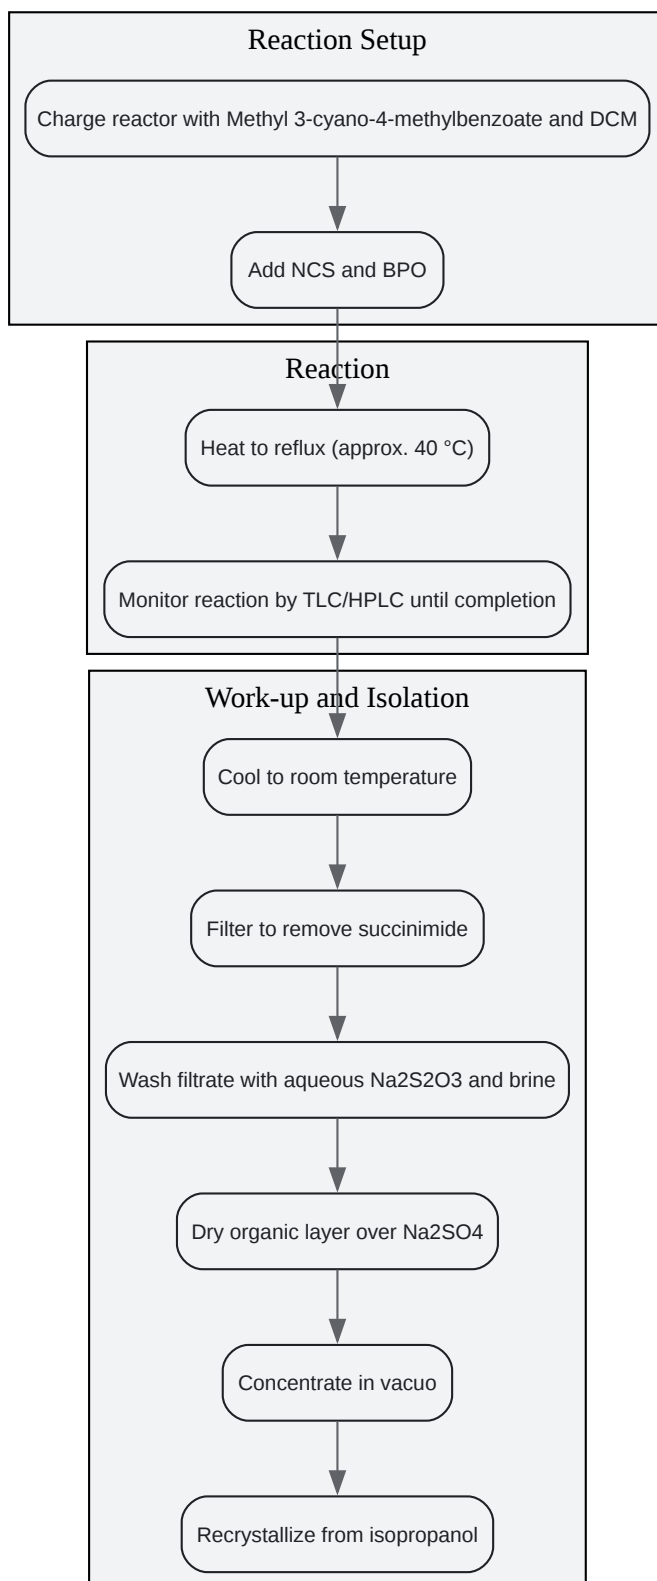 Reaction Setup
Charge reactor with Methyl 3-cyano-4-methylbenzoate and DCM
Add NCS and BPO
Reaction
Heat to reflux (approx. 40 °C)
Monitor reaction by TLC/HPLC until completion
Work-up and Isolation
Cool to room temperature
Filter to remove succinimide
Wash filtrate with aqueous Na2S2O3 and brine
Dry organic layer over Na2SO4
Concentrate in vacuo
Recrystallize from isopropanol